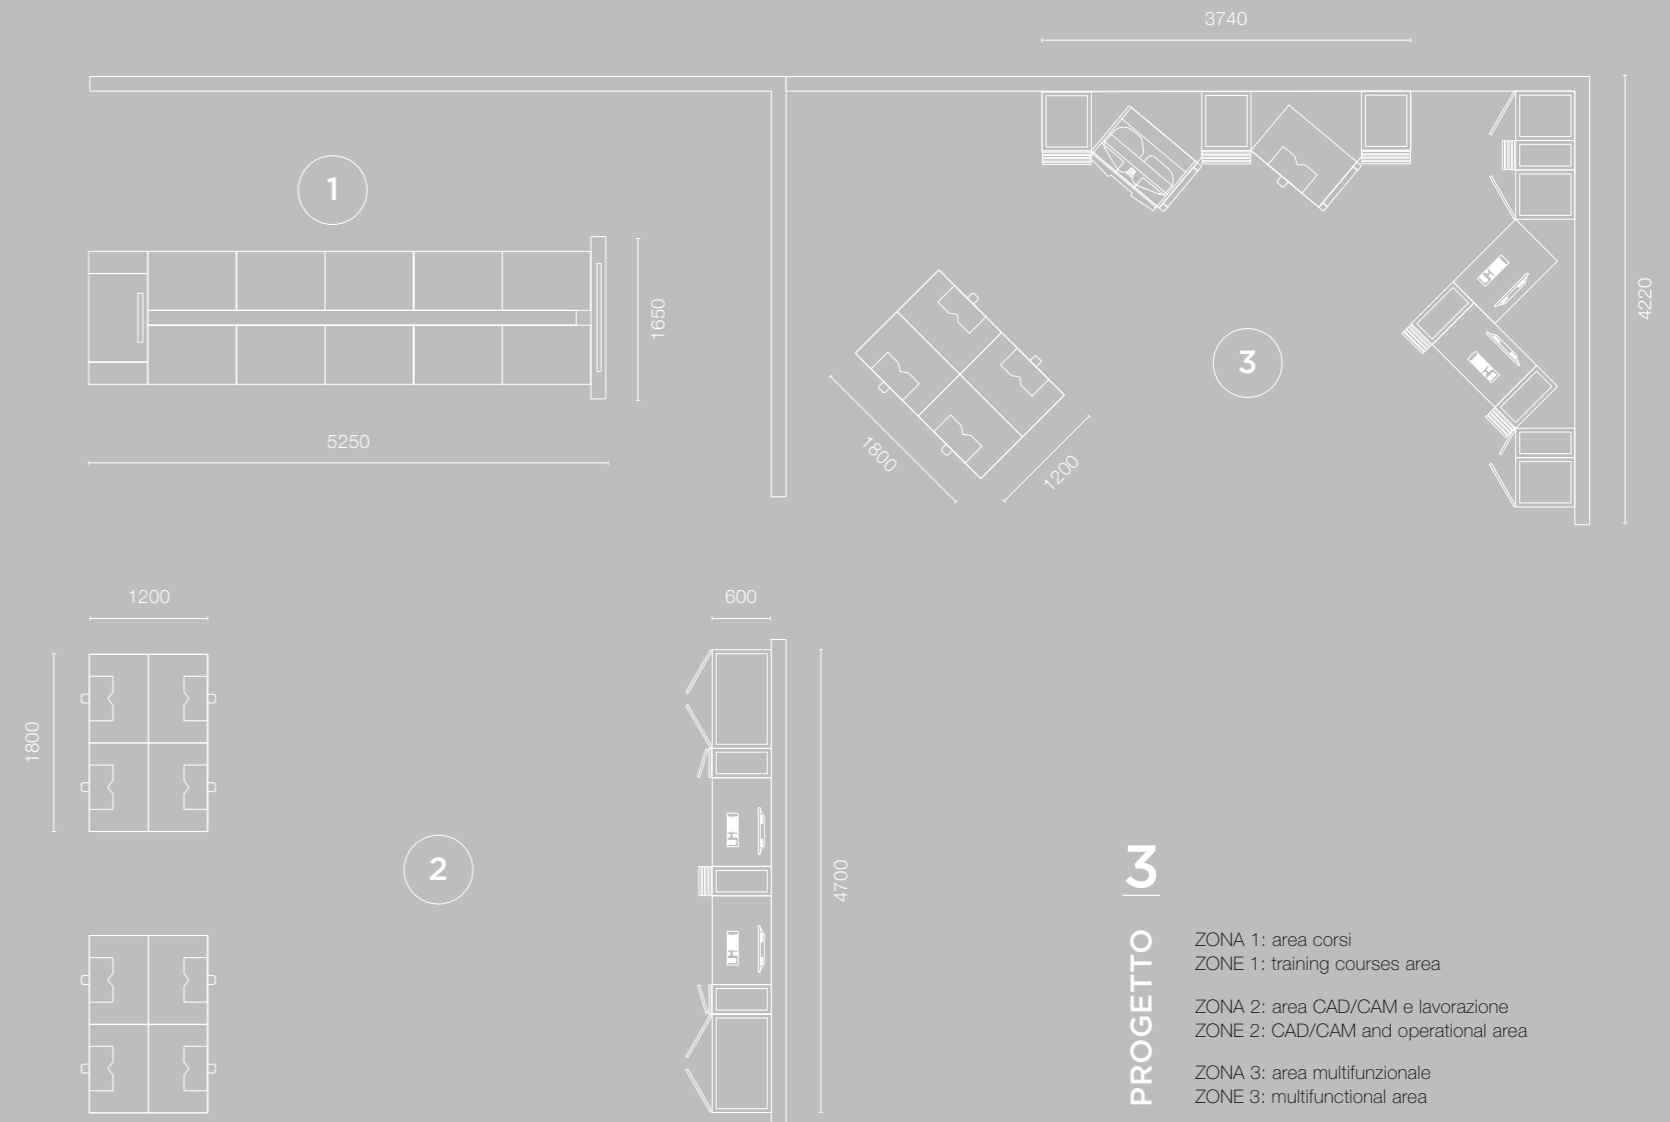 3740
1
3
4220
1650
5250
1800
1200
1200
600
1800
2
4700
3
PROGETTO
ZONA 1: area corsi
ZONE 1: training courses area
ZONA 2: area CAD/CAM e lavorazione
ZONE 2: CAD/CAM and operational area
ZONA 3: area multifunzionale
ZONE 3: multifunctional area